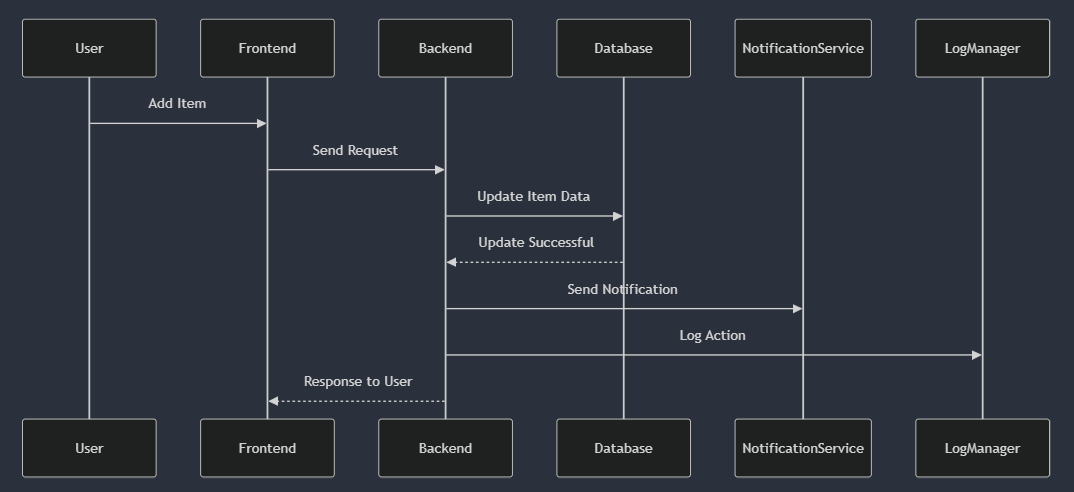 User
Frontend
Backend
Database
NotificationService
LogManager
Add Item
Send Request
Update Item Data
Update Successful
Send Notification
Log Action
Response to User
User
Frontend
Backend
Database
NotificationService
LogManager